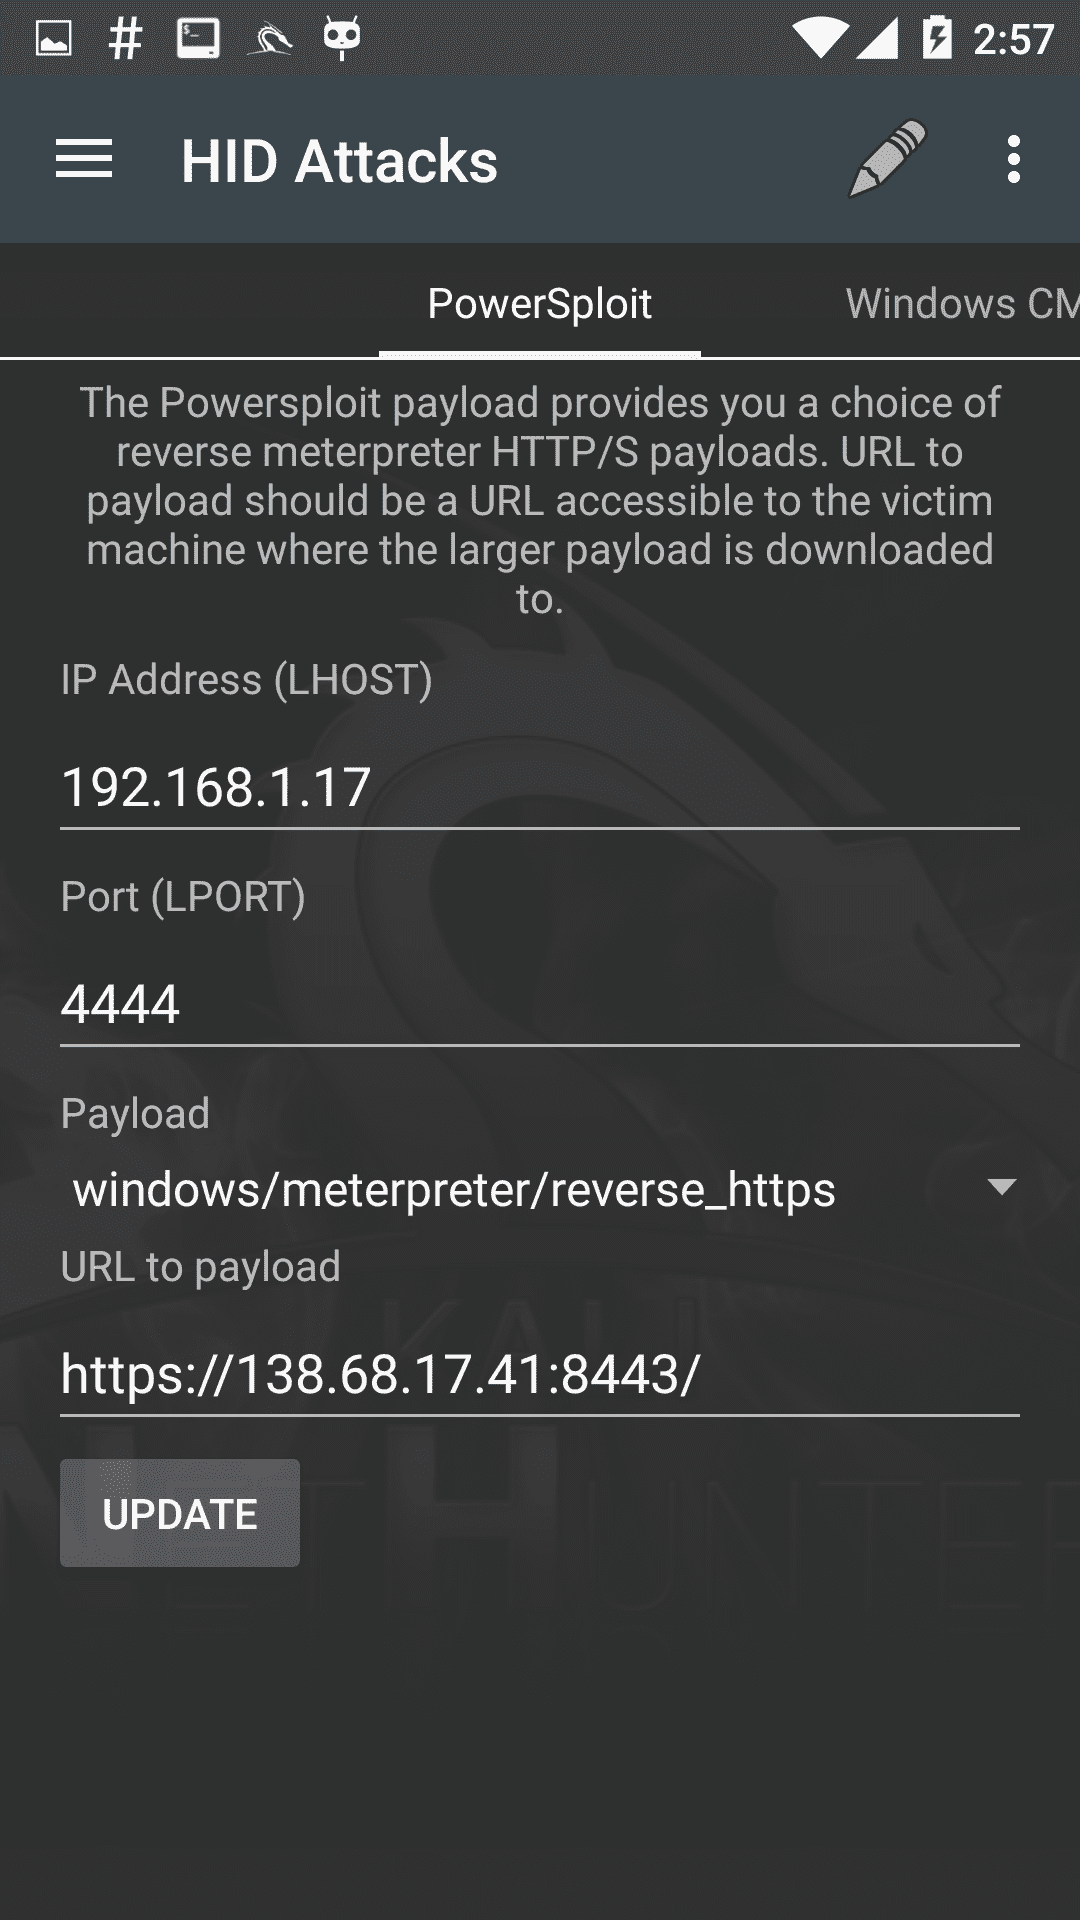 2:57
HID Attacks
PowerSploit Windows CM
The Powersploit payload provides you a choice of
reverse meterpreter HTTP/S payloads. URL to
payload should be a URL accessible to the victim
machine where the larger payload is downloaded
to.
IP Address (LHOST)
192.168.1.17
Port (LPORT)
4444
Payload
windows/meterpreter/reverse_https
URL to payload
https://138.68.17.41:8443/
KALI
NETHUNTER
UPDATE